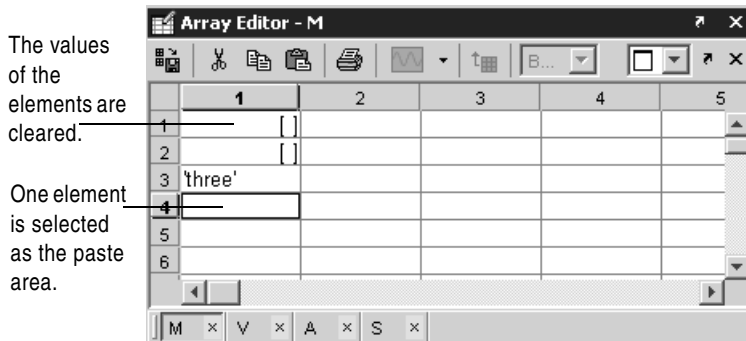 Array Editor - M
The values
of the
elements are
cleared.
B...
1 2 3 4 5
1 [ ]
2 [ ]
3 'three'
4
5
6
One element
is selected
as the paste
area.
M × V × A × S ×